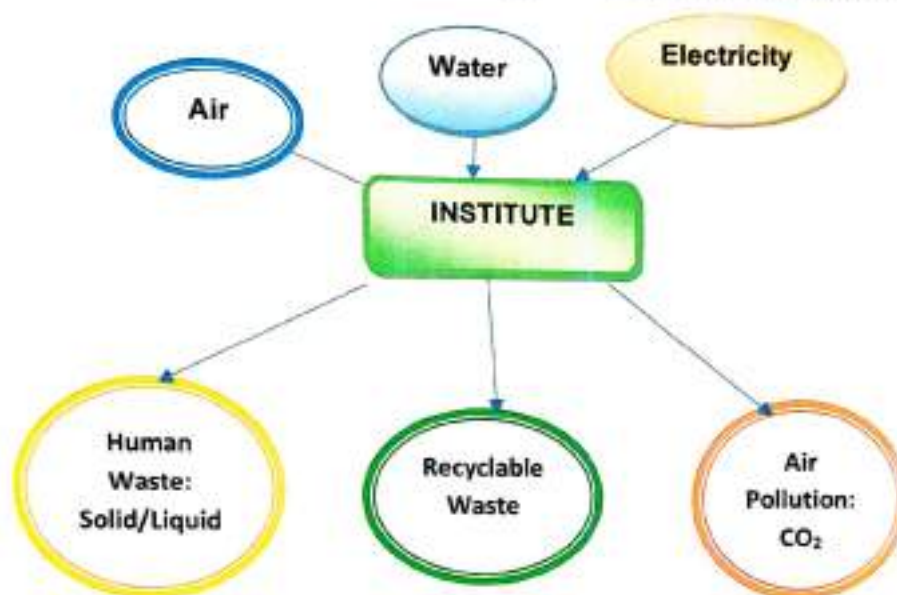 Air
Water
Electricity
INSTITUTE
Human
Waste:
Solid/Liquid
Recyclable
Waste
Air
Pollution:
CO₂